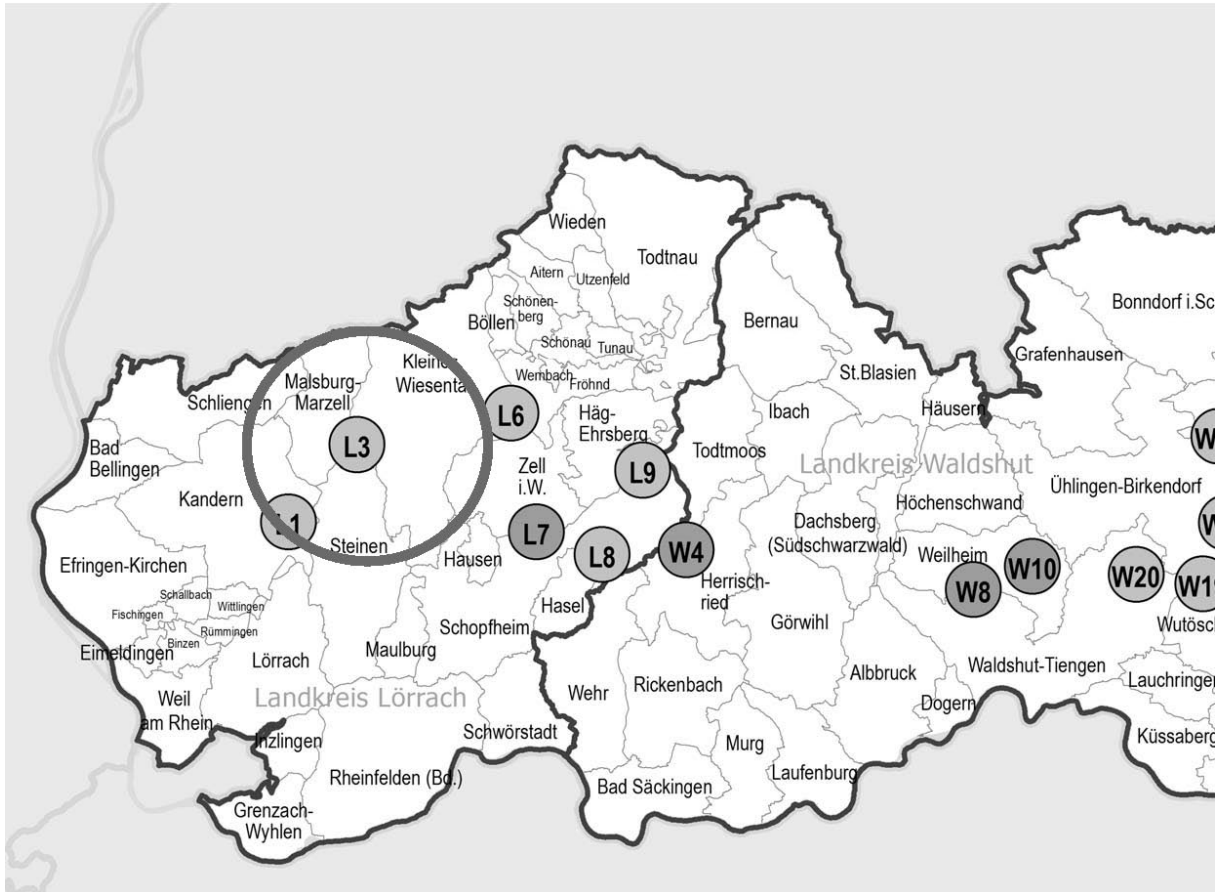 Wieden
Todtnau
Aitern
Utzenfeld
Schönen-
berg
Böllen
Schönau
Tunau
Wembach
Fröhnd
Bernau
Bonndorf i.Sc
Grafenhausen
St.Blasien
Malsburg-
Marzell
Kleines
Wiesental
Schliengen
L6
Häg-
Ehrsberg
Ibach
Häusern
L3
Bad
Bellingen
Zell
i.W.
L9
Todtmoos
Landkreis Waldshut
W
Kandern
L1
Höchenschwand
Ühlingen-Birkendorf
L7
Dachsberg
(Südschwarzwald)
W
Steinen
Hausen
L8
W4
Weilheim
W10
Efringen-Kirchen
Herrisch-
ried
W8
W20
W19
Schallbach
Fischingen
Wittlingen
Hasel
Rümmingen
Binzen
Eimeldingen
Schopfheim
Görwihl
Wutösch
Maulburg
Lörrach
Waldshut-Tiengen
Albbruck
Lauchringen
Weil
am Rhein
Landkreis Lörrach
Wehr
Rickenbach
Dogern
Schwörstadt
Inzlingen
Murg
Küssaberg
Rheinfelden (Bd.)
Bad Säckingen
Laufenburg
Grenzach-
Wyhlen